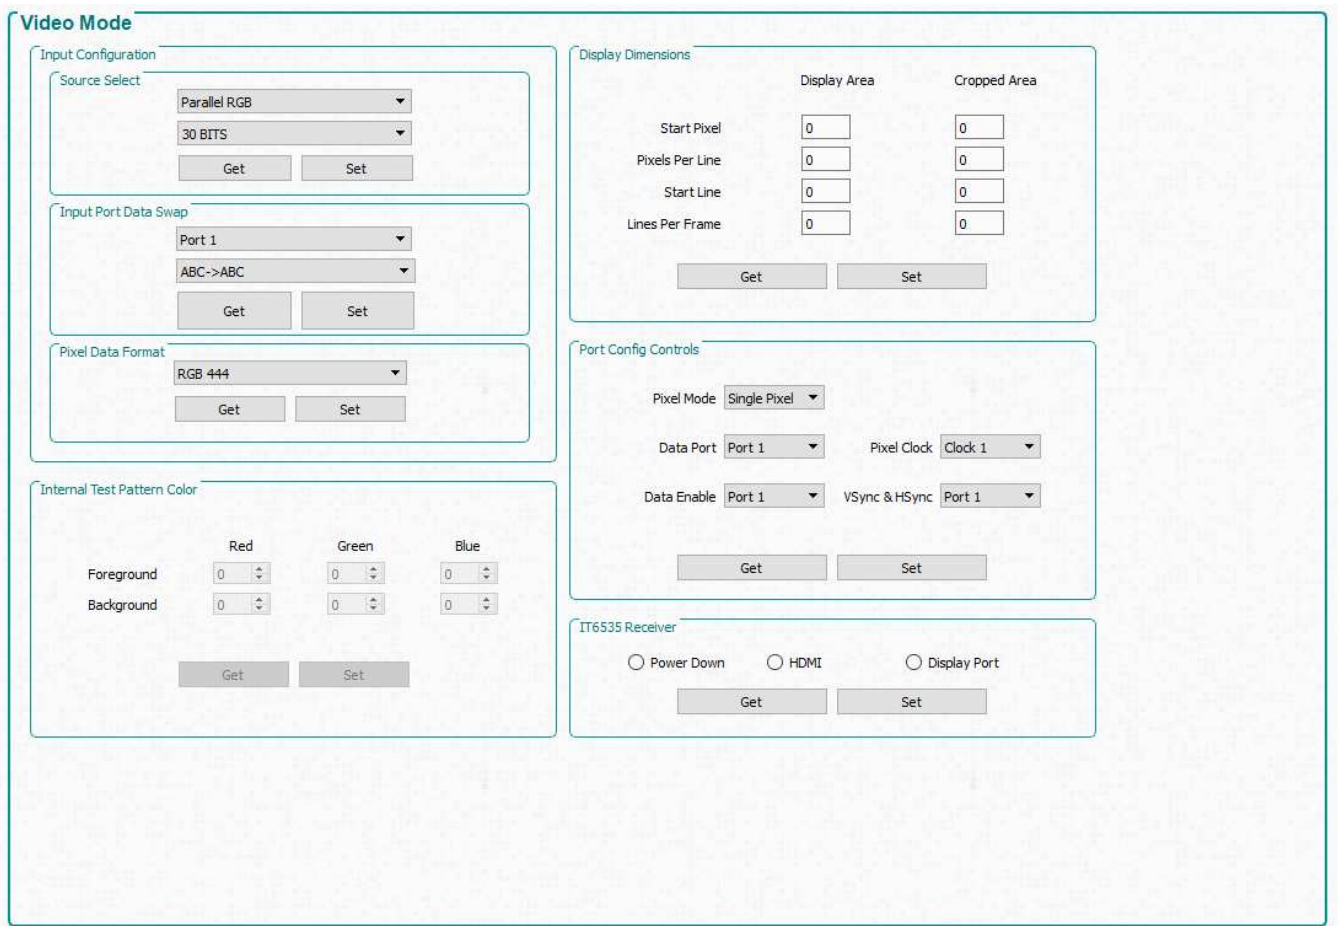 Video Mode
Input Configuration
Source Select
Parallel RGB
30 BITS
Get Set
Input Port Data Swap
Port 1
ABC->ABC
Get Set
Pixel Data Format
RGB 444
Get Set
Internal Test Pattern Color
Red Green Blue
Foreground 0 0 0
Background 0 0 0
Get Set
Display Dimensions
Display Area Cropped Area
Start Pixel 0 0
Pixels Per Line 0 0
Start Line 0 0
Lines Per Frame 0 0
Get Set
Port Config Controls
Pixel Mode Single Pixel
Data Port Port 1 Pixel Clock Clock 1
Data Enable Port 1 VSync & HSync Port 1
Get Set
IT6535 Receiver
Power Down HDMI Display Port
Get Set